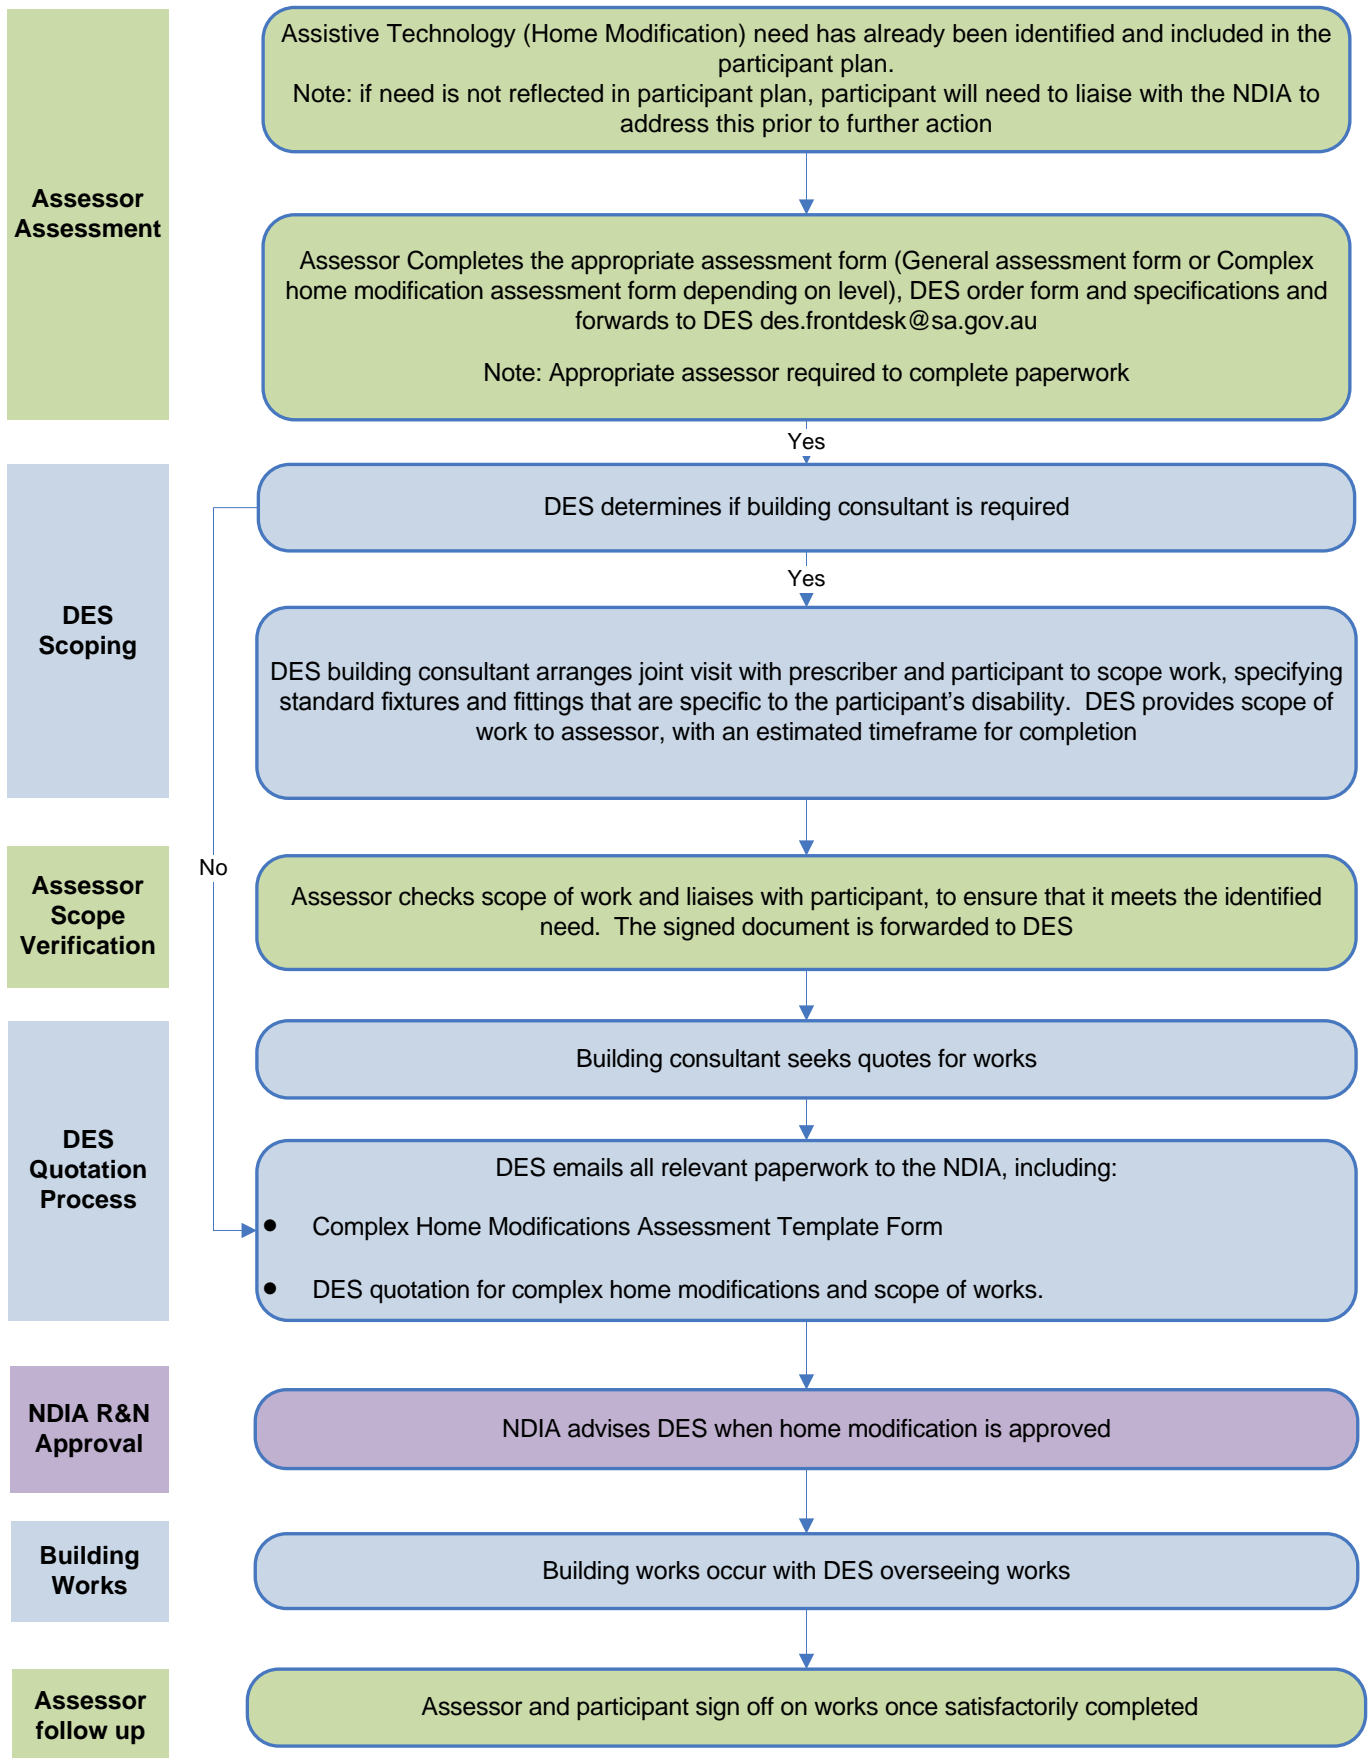 Assessor
Assessment
Assistive Technology (Home Modification) need has already been identified and included in the
participant plan.
Note: if need is not reflected in participant plan, participant will need to liaise with the NDIA to
address this prior to further action
Assessor Completes the appropriate assessment form (General assessment form or Complex
home modification assessment form depending on level), DES order form and specifications and
forwards to DES des.frontdesk@sa.gov.au
Note: Appropriate assessor required to complete paperwork
Yes
DES
Scoping
DES determines if building consultant is required
Yes
DES building consultant arranges joint visit with prescriber and participant to scope work, specifying
standard fixtures and fittings that are specific to the participant’s disability.  DES provides scope of
work to assessor, with an estimated timeframe for completion
No
Assessor
Scope
Verification
Assessor checks scope of work and liaises with participant, to ensure that it meets the identified
need.  The signed document is forwarded to DES
DES
Quotation
Process
Building consultant seeks quotes for works
DES emails all relevant paperwork to the NDIA, including:
● Complex Home Modifications Assessment Template Form
● DES quotation for complex home modifications and scope of works.
NDIA R&N
Approval
NDIA advises DES when home modification is approved
Building
Works
Building works occur with DES overseeing works
Assessor
follow up
Assessor and participant sign off on works once satisfactorily completed